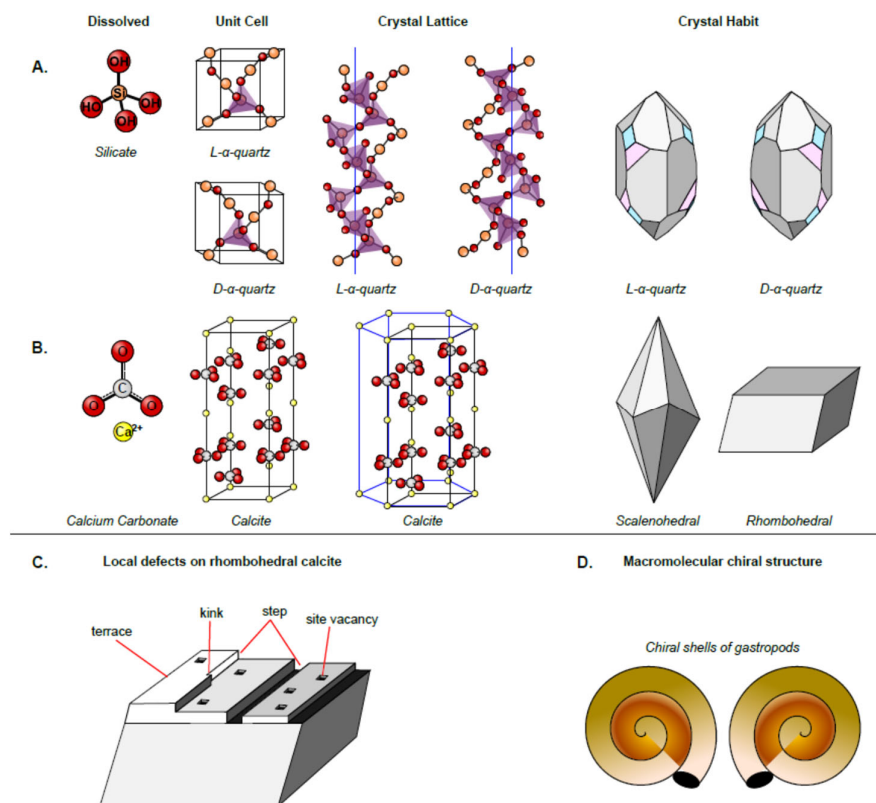 Dissolved Unit Cell Crystal Lattice Crystal Habit
A.
OH
Si
HO OH
OH
Silicate L-α-quartz
D-α-quartz L-α-quartz D-α-quartz L-α-quartz D-α-quartz
B.
O
C
O O
Ca2+
Calcium Carbonate Calcite Calcite Scalenohedral Rhombohedral
C. Local defects on rhombohedral calcite
terrace kink step site vacancy
D. Macromolecular chiral structure
Chiral shells of gastropods